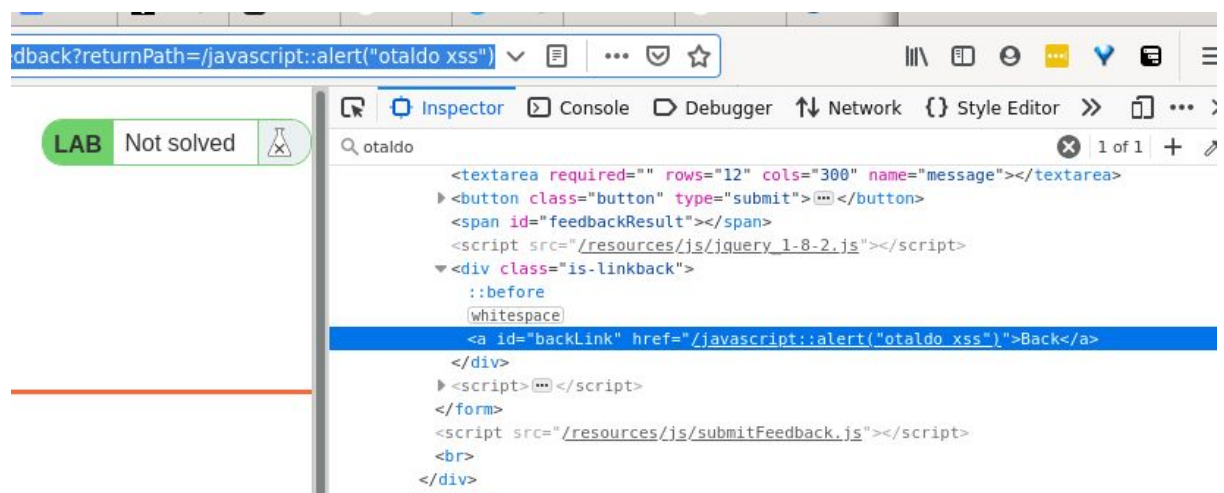 dback?returnPath=/javascript::alert("otaldo xss")
LAB Not solved
Inspector Console Debugger Network Style Editor
otaldo
1 of 1
<textarea required="" rows="12" cols="300" name="message"></textarea>
<button class="button" type="submit"></button>
<span id="feedbackResult"></span>
<script src="/resources/js/jquery_1-8-2.js"></script>
<div class="is-linkback">
::before
whitespace
<a id="backLink" href="/javascript::alert("otaldo xss")">Back</a>
</div>
<script></script>
</form>
<script src="/resources/js/submitFeedback.js"></script>
<br>
</div>